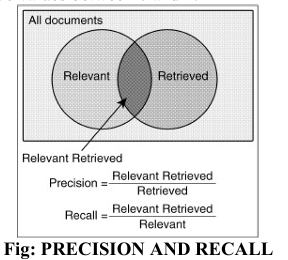 All documents
Relevant
Retrieved
Relevant Retrieved
Precision = Relevant Retrieved
Retrieved
Recall = Relevant Retrieved
Relevant
Fig: PRECISION AND RECALL